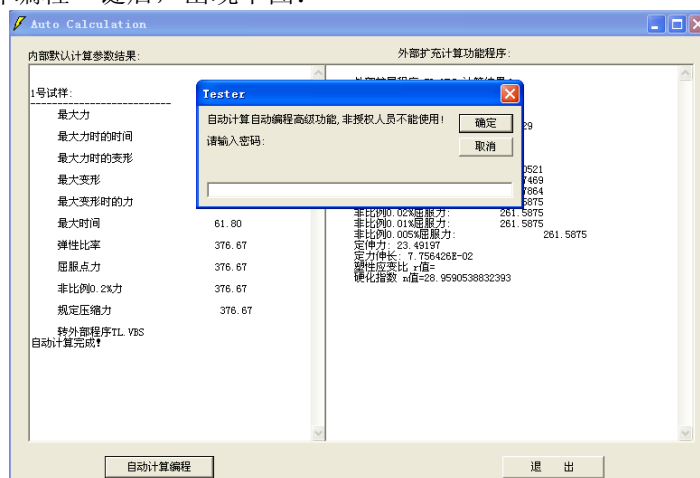 编程 键后，出现下图：
Auto Calculation
内部默认计算参数结果：
外部扩充计算功能程序：
1号试样：
最大力
最大力时的时间
最大力时的变形
最大变形
最大变形时的力
最大时间 61.80
弹性比率 376.67
屈服点力 376.67
非比例0.2%力 376.67
规定压缩力 376.67
转外部程序TL.VBS
自动计算完成!
Tester
自动计算自动编程高级功能,非授权人员不能使用!
请输入密码:
确定
取消
29
0521
7469
7864
5875
非比例0.02%屈服力: 261.5875
非比例0.01%屈服力: 261.5875
非比例0.005%屈服力: 261.5875
定伸力: 23.49197
定力伸长: 7.756426E-02
塑性应变比 r值=
硬化指数 n值=28.9590538832393
自动计算编程
退 出